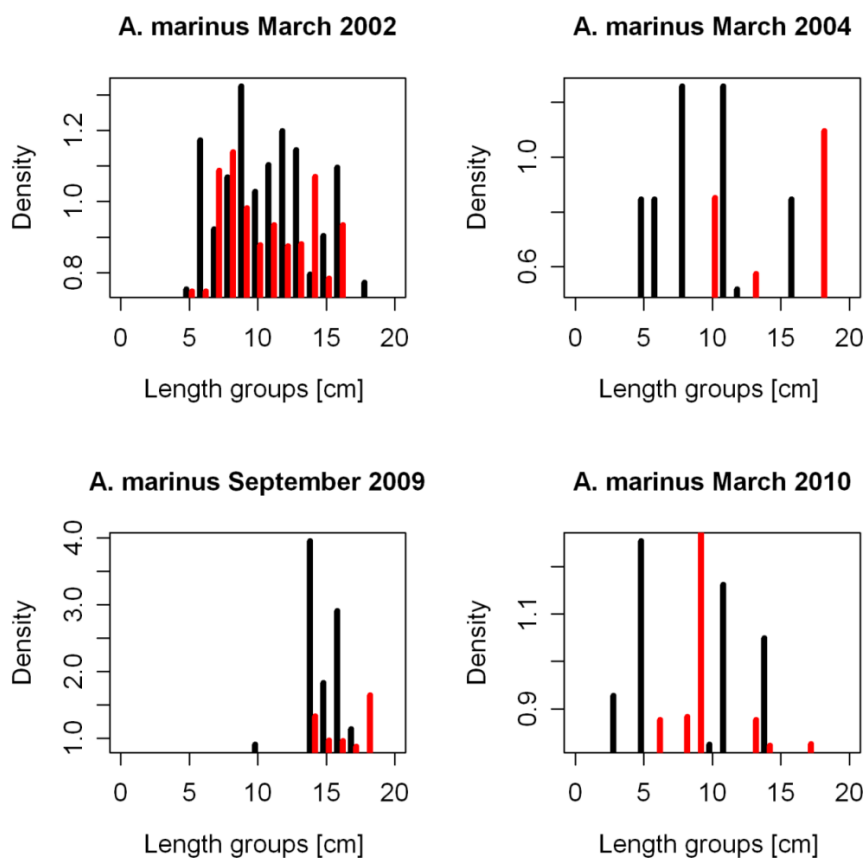 A. marinus March 2002
Density
0.8 1.0 1.2
0 5 10 15 20
Length groups [cm]
A. marinus March 2004
Density
0.6 1.0
0 5 10 15 20
Length groups [cm]
A. marinus September 2009
Density
1.0 2.0 3.0 4.0
0 5 10 15 20
Length groups [cm]
A. marinus March 2010
Density
0.9 1.1
0 5 10 15 20
Length groups [cm]